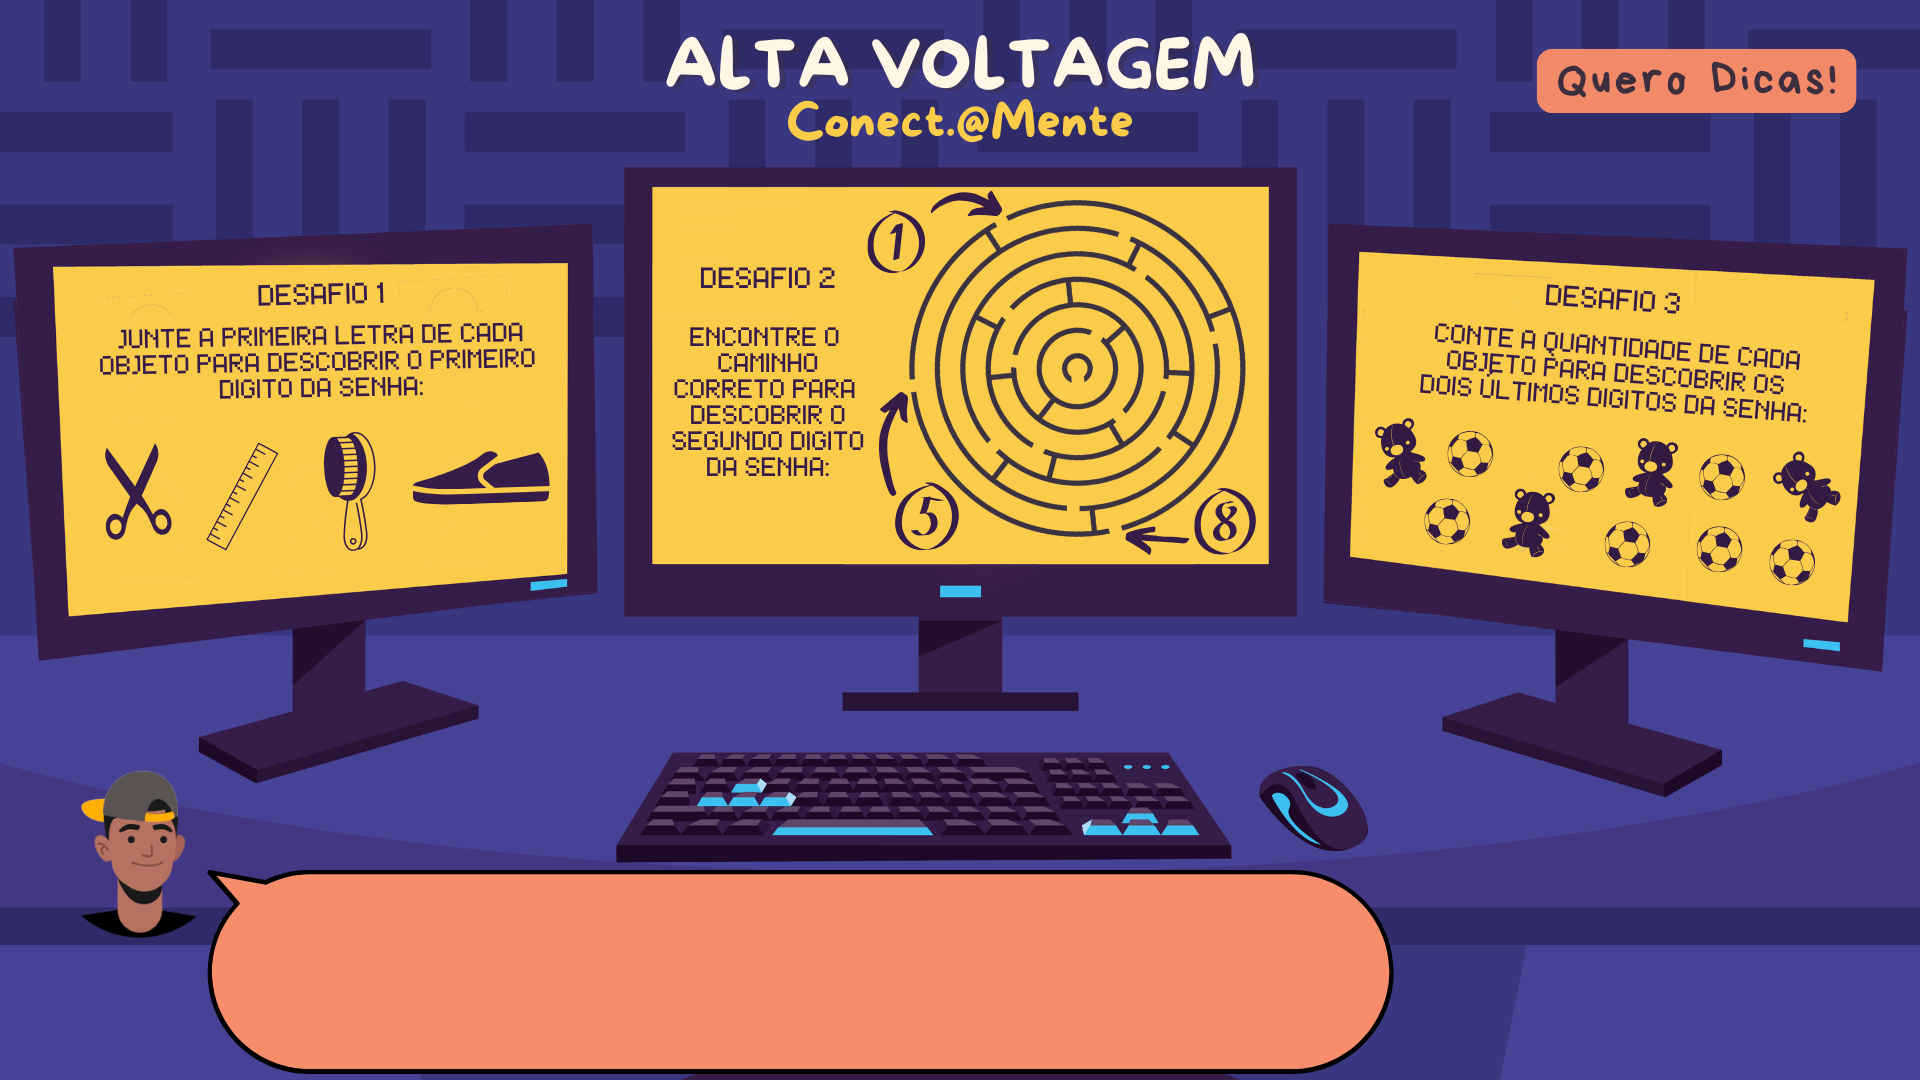 ALTA VOLTAGEM
Conect.@Mente
Quero Dicas!
DESAFIO 1
JUNTE A PRIMEIRA LETRA DE CADA
OBJETO PARA DESCOBRIR O PRIMEIRO
DIGITO DA SENHA:
DESAFIO 2
ENCONTRE O
CAMINHO
CORRETO PARA
DESCOBRIR O
SEGUNDO DIGITO
DA SENHA:
1
5
8
DESAFIO 3
CONTE A QUANTIDADE DE CADA
OBJETO PARA DESCOBRIR OS
DOIS ÚLTIMOS DIGITOS DA SENHA: